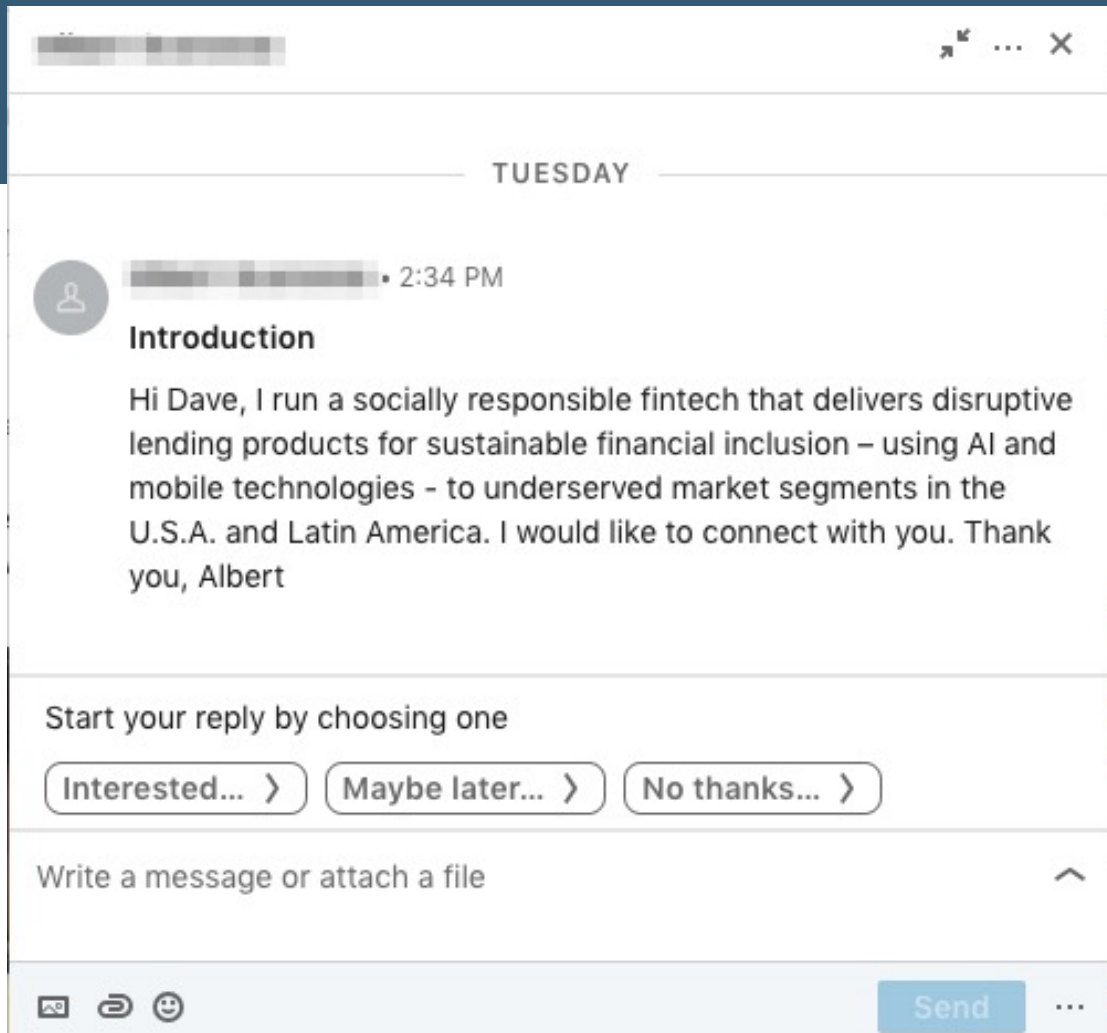 TUESDAY
• 2:34 PM
Introduction
Hi Dave, I run a socially responsible fintech that delivers disruptive
lending products for sustainable financial inclusion – using AI and
mobile technologies - to underserved market segments in the
U.S.A. and Latin America. I would like to connect with you. Thank
you, Albert
Start your reply by choosing one
Interested... ❯ Maybe later... ❯ No thanks... ❯
Write a message or attach a file
Send ...